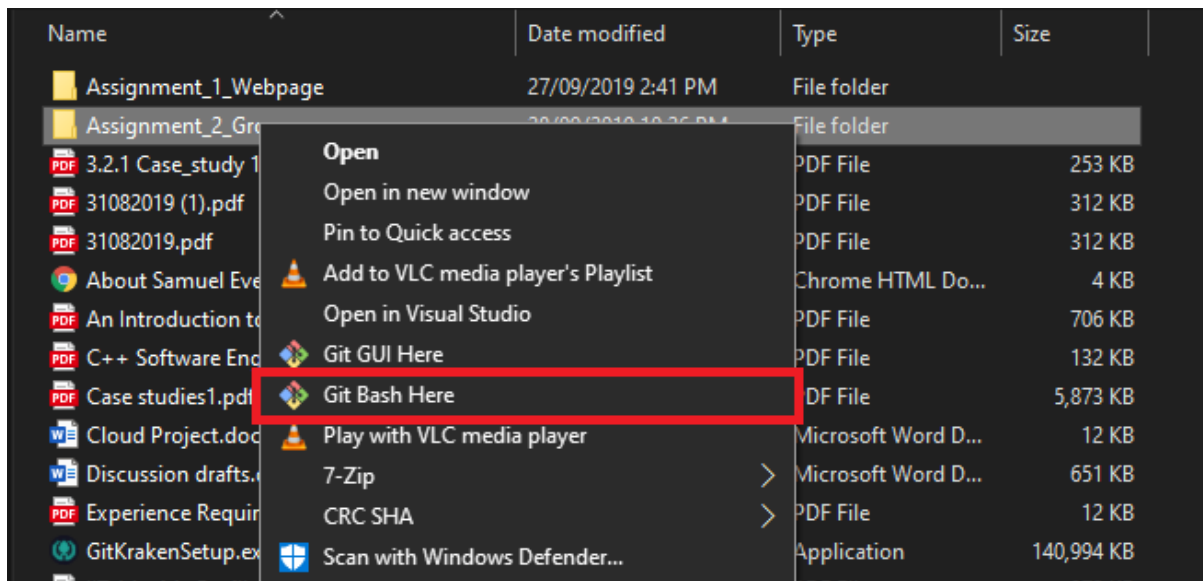 Name Date modified Type Size
Assignment_1_Webpage 27/09/2019 2:41 PM File folder
Assignment_2_Gro File folder
3.2.1 Case_study 1 PDF File 253 KB
31082019 (1).pdf PDF File 312 KB
31082019.pdf PDF File 312 KB
About Samuel Eve Chrome HTML Do... 4 KB
An Introduction to PDF File 706 KB
C++ Software Eng PDF File 132 KB
Case studies1.pdf PDF File 5,873 KB
Cloud Project.doc Microsoft Word D... 12 KB
Discussion drafts. Microsoft Word D... 651 KB
Experience Requir PDF File 12 KB
GitKrakenSetup.ex Application 140,994 KB
Open
Open in new window
Pin to Quick access
Add to VLC media player's Playlist
Open in Visual Studio
Git GUI Here
Git Bash Here
Play with VLC media player
7-Zip
CRC SHA
Scan with Windows Defender...